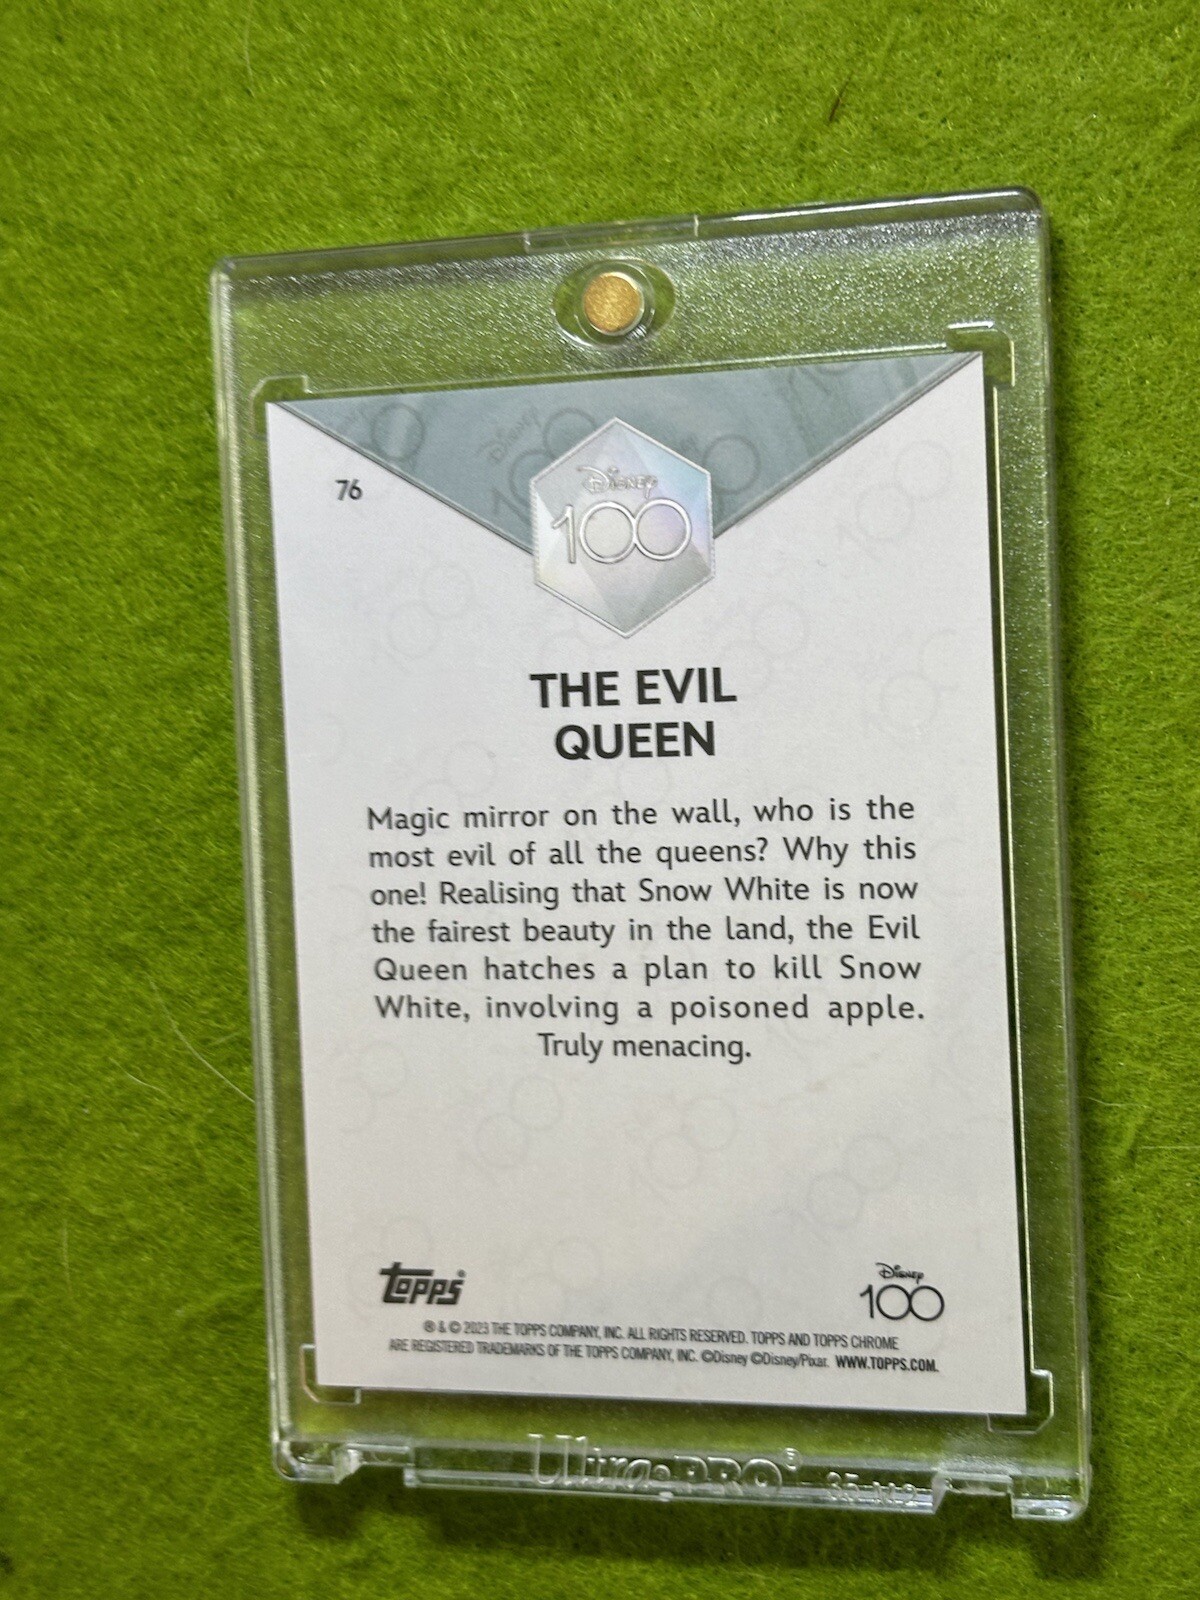 76
Disney
100
THE EVIL
QUEEN
Magic mirror on the wall, who is the
most evil of all the queens? Why this
one! Realising that Snow White is now
the fairest beauty in the land, the Evil
Queen hatches a plan to kill Snow
White, involving a poisoned apple.
Truly menacing.
topps®
Disney
100
® & © 2023 THE TOPPS COMPANY, INC. ALL RIGHTS RESERVED. TOPPS AND TOPPS CHROME
ARE REGISTERED TRADEMARKS OF THE TOPPS COMPANY, INC. ©Disney ©Disney/Pixar. WWW.TOPPS.COM.
Ultra•PRO®